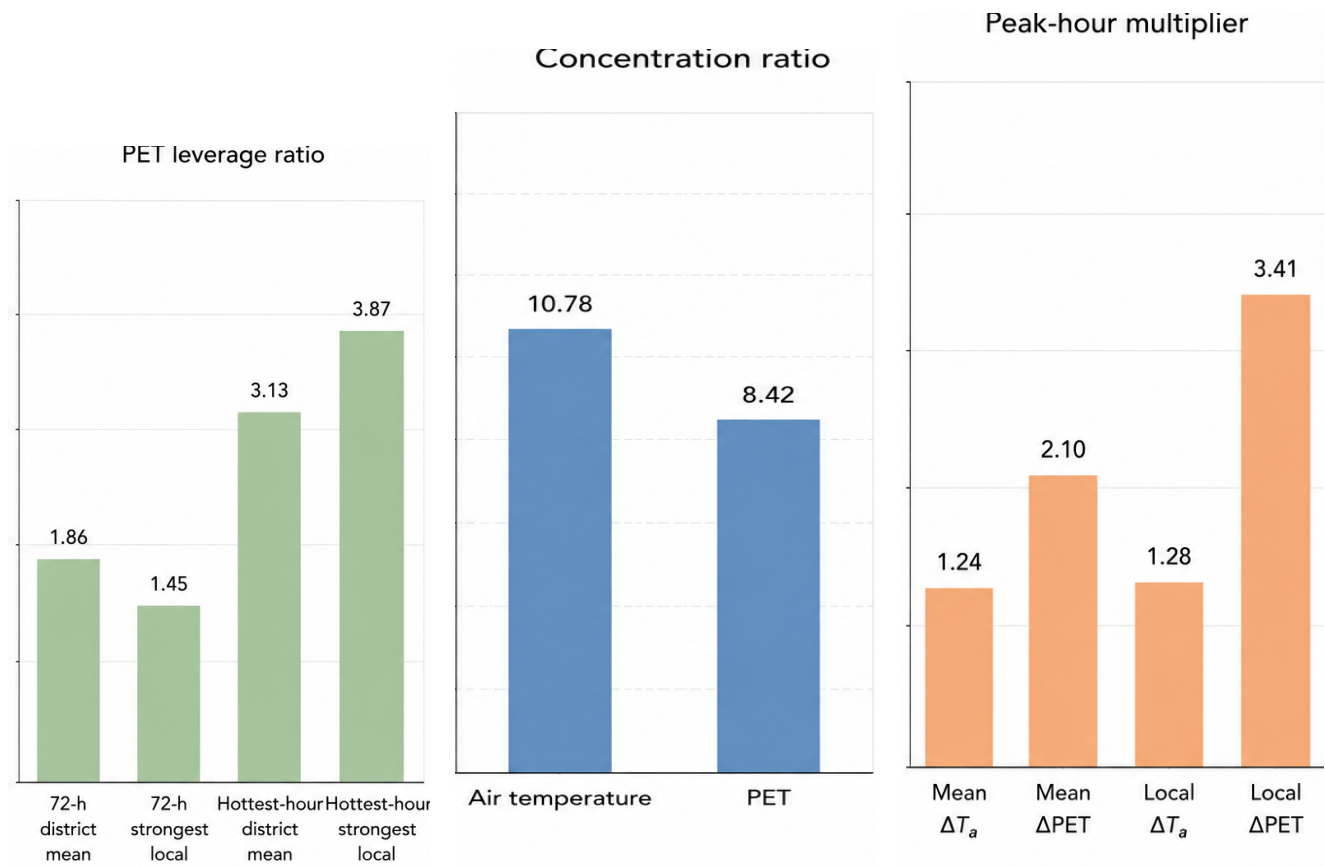 PET leverage ratio
3.87
3.13
1.86
1.45
72-h
district
mean
72-h
strongest
local
Hottest-hour
district
mean
Hottest-hour
strongest
local
Concentration ratio
10.78
8.42
Air temperature
PET
Peak-hour multiplier
3.41
2.10
1.24
1.28
Mean
ΔTₐ
Mean
ΔPET
Local
ΔTₐ
Local
ΔPET